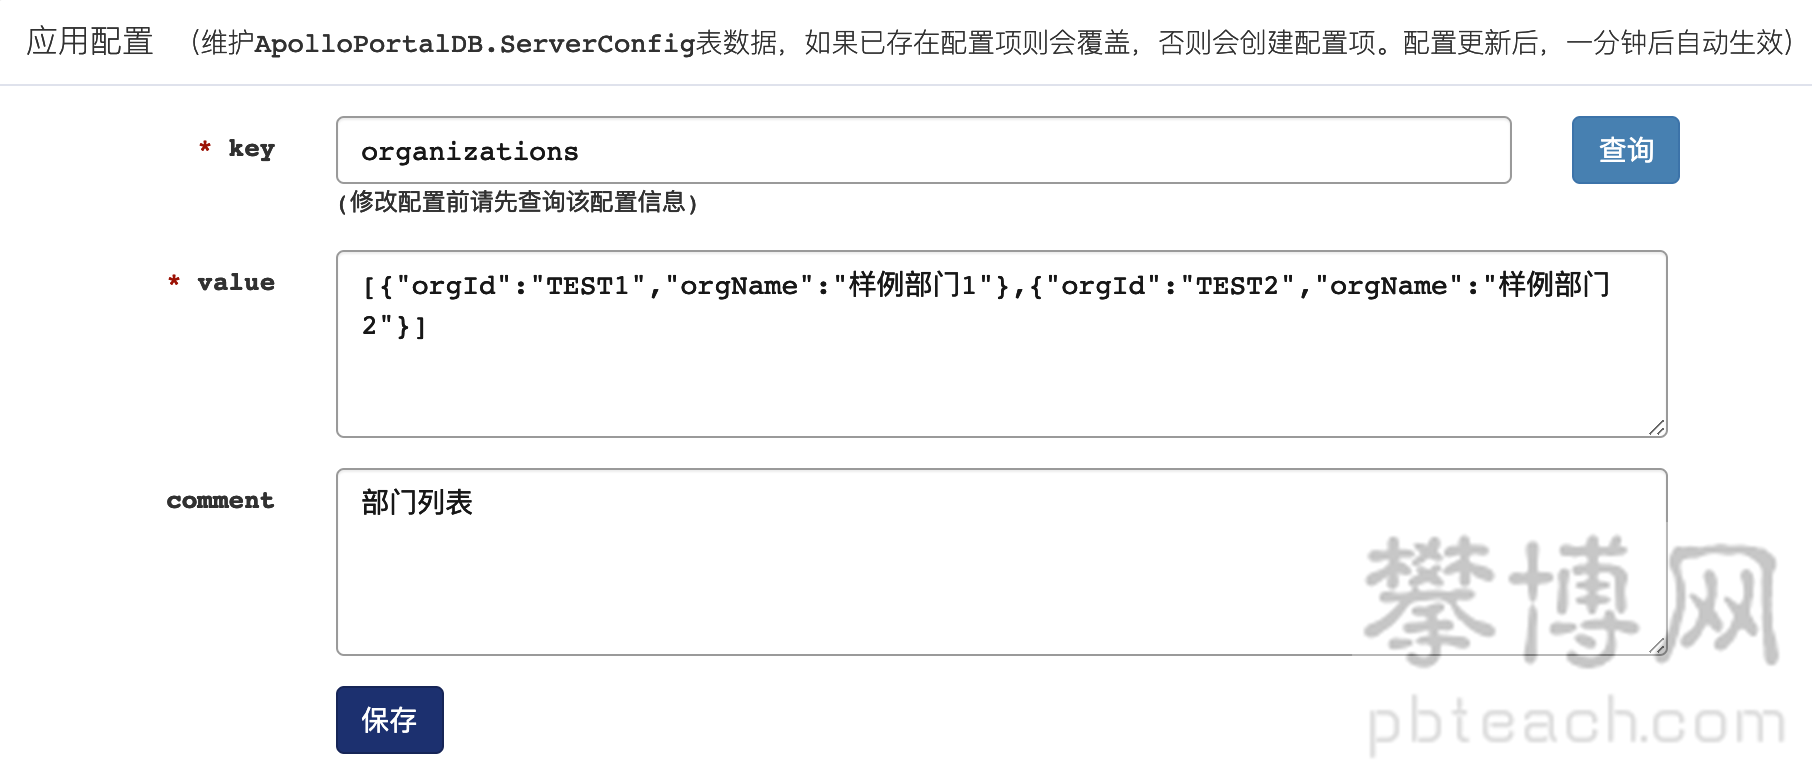 应用配置 （维护ApolloPortalDB.ServerConfig表数据，如果已存在配置项则会覆盖，否则会创建配置项。配置更新后，一分钟后自动生效）
* key
organizations
查询
(修改配置前请先查询该配置信息)
* value
[{"orgId":"TEST1","orgName":"样例部门1"},{"orgId":"TEST2","orgName":"样例部门
2"}]
comment
部门列表
保存
攀博网
pbteach.com